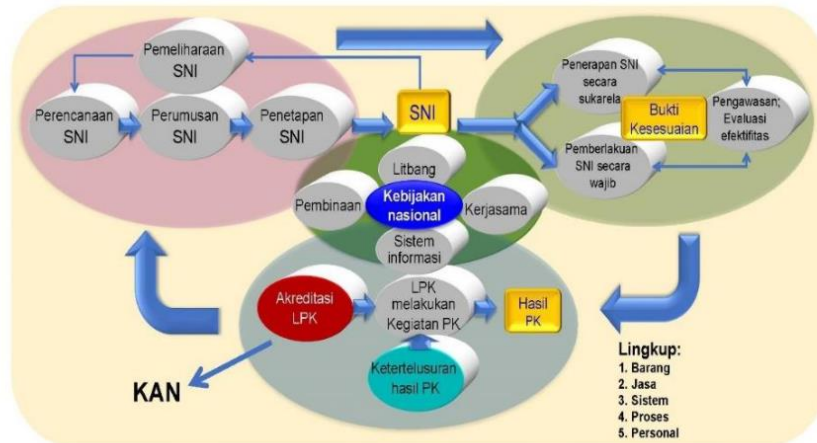 Pemeliharaan
SNI
Perencanaan
SNI
Perumusan
SNI
Penetapan
SNI
SNI
Penerapan SNI
secara
sukarela
Bukti
Kesesuaian
Pengawasan;
Evaluasi
efektifitas
Pemberlakuan
SNI secara
wajib
Litbang
Pembinaan
Kebijakan
nasional
Kerjasama
Sistem
informasi
Akreditasi
LPK
LPK
melakukan
Kegiatan PK
Hasil
PK
Ketertelusuran
hasil PK
KAN
Lingkup:
1. Barang
2. Jasa
3. Sistem
4. Proses
5. Personal